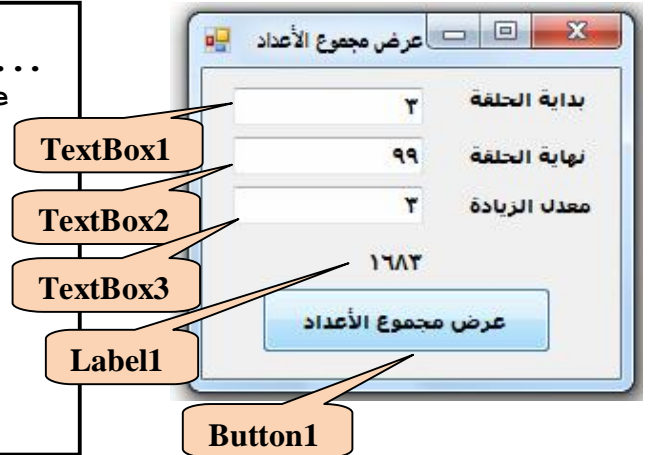 ...
e
عرض مجموع الأعداد
بداية الحلقة ٣
TextBox1
نهاية الحلقة ٩٩
TextBox2
معدل الزيادة ٣
TextBox3
١٦٨٣
Label1
عرض مجموع الأعداد
Button1